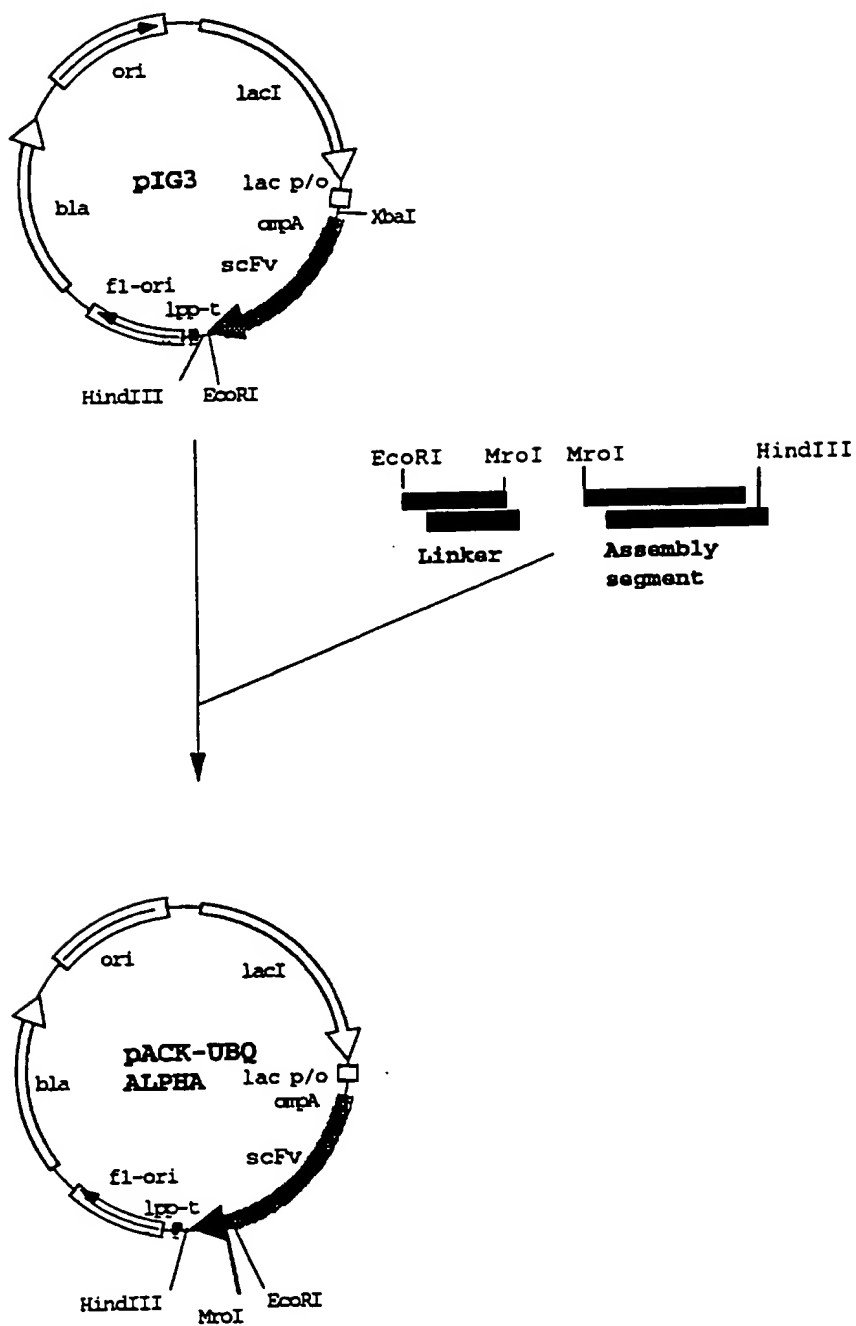 ori
lacI
pIG3
lac p/o
ompA
XbaI
bla
scFv
f1-ori
lpp-t
HindIII
EcoRI
EcoRI
MroI
MroI
HindIII
Linker
Assembly
segment
ori
lacI
pACK-UBQ
ALPHA
lac p/o
ompA
bla
scFv
f1-ori
lpp-t
HindIII
MroI
EcoRI